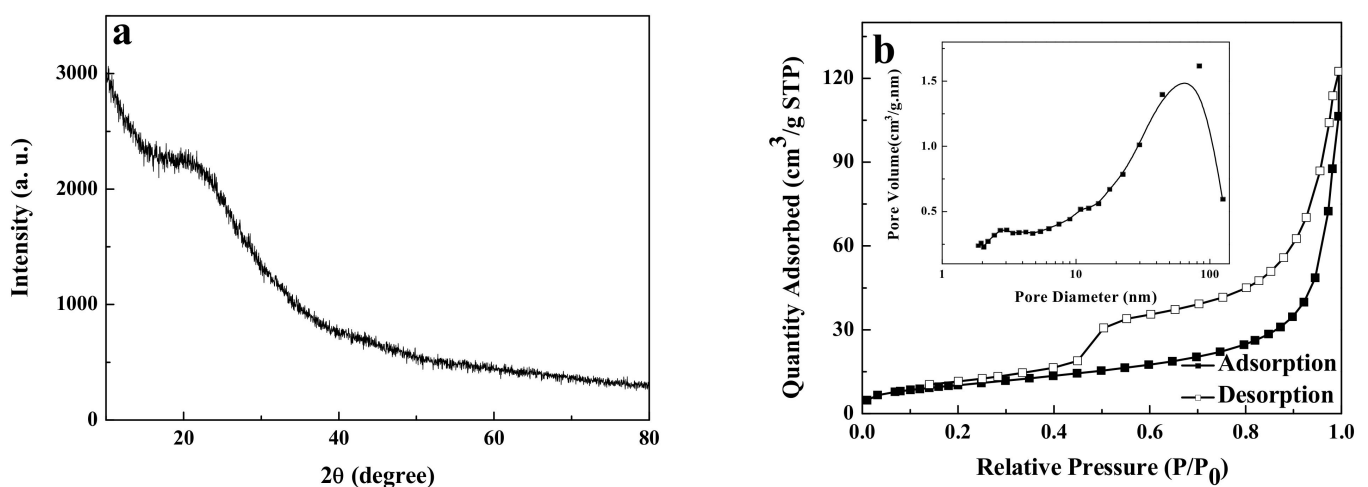 a
3000
2000
1000
0
20
40
60
80
Intensity (a. u.)
2θ (degree)
b
120
90
60
30
0
0.0
0.2
0.4
0.6
0.8
1.0
Quantity Adsorbed (cm³/g STP)
Relative Pressure (P/P₀)
Adsorption
Desorption
1.5
1.0
0.5
1
10
100
Pore Volume(cm³/g.nm)
Pore Diameter (nm)